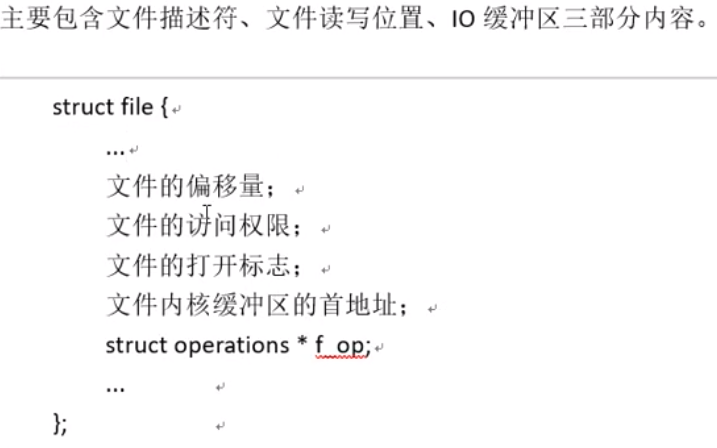 主要包含文件描述符、文件读写位置、IO 缓冲区三部分内容。
struct file {
...
文件的偏移量；
文件的访问权限；
文件的打开标志；
文件内核缓冲区的首地址；
struct operations * f_op;
...
};